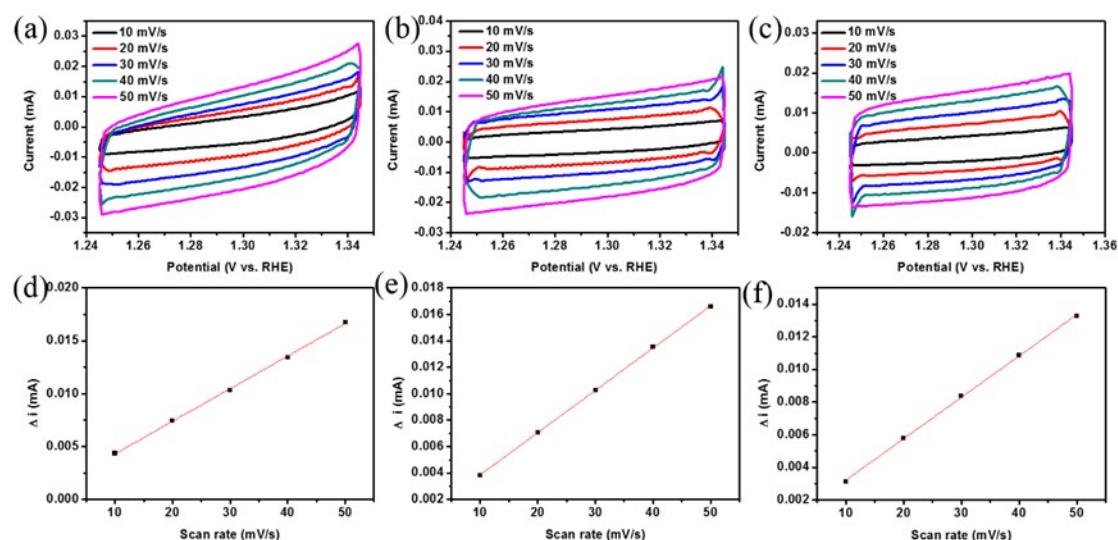 (a)
10 mV/s
20 mV/s
30 mV/s
40 mV/s
50 mV/s
0.03
0.02
0.01
0.00
-0.01
-0.02
-0.03
Current (mA)
1.24 1.26 1.28 1.30 1.32 1.34
Potential (V vs. RHE)
(b)
10 mV/s
20 mV/s
30 mV/s
40 mV/s
50 mV/s
0.04
0.03
0.02
0.01
0.00
-0.01
-0.02
-0.03
Current (mA)
1.24 1.26 1.28 1.30 1.32 1.34
Potential (V vs. RHE)
(c)
10 mV/s
20 mV/s
30 mV/s
40 mV/s
50 mV/s
0.03
0.02
0.01
0.00
-0.01
-0.02
Current (mA)
1.24 1.26 1.28 1.30 1.32 1.34 1.36
Potential (V vs. RHE)
(d)
0.020
0.015
0.010
0.005
0.000
Δ i (mA)
10 20 30 40 50
Scan rate (mV/s)
(e)
0.018
0.016
0.014
0.012
0.010
0.008
0.006
0.004
0.002
Δ i (mA)
10 20 30 40 50
Scan rate (mV/s)
(f)
0.014
0.012
0.010
0.008
0.006
0.004
0.002
Δ i (mA)
10 20 30 40 50
Scan rate (mV/s)